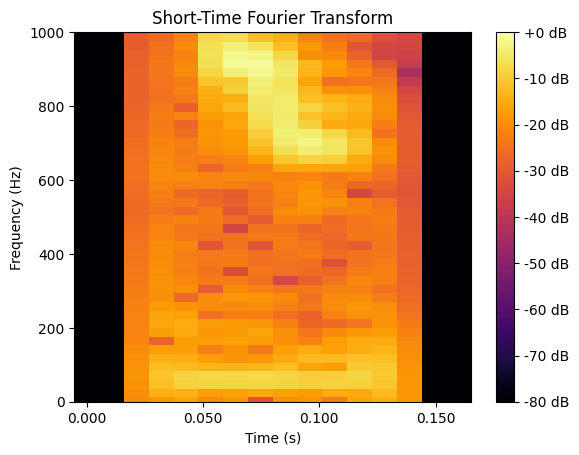 Short-Time Fourier Transform
1000
800
600
400
200
0
Frequency (Hz)
0.000
0.050
0.100
0.150
Time (s)
+0 dB
-10 dB
-20 dB
-30 dB
-40 dB
-50 dB
-60 dB
-70 dB
-80 dB